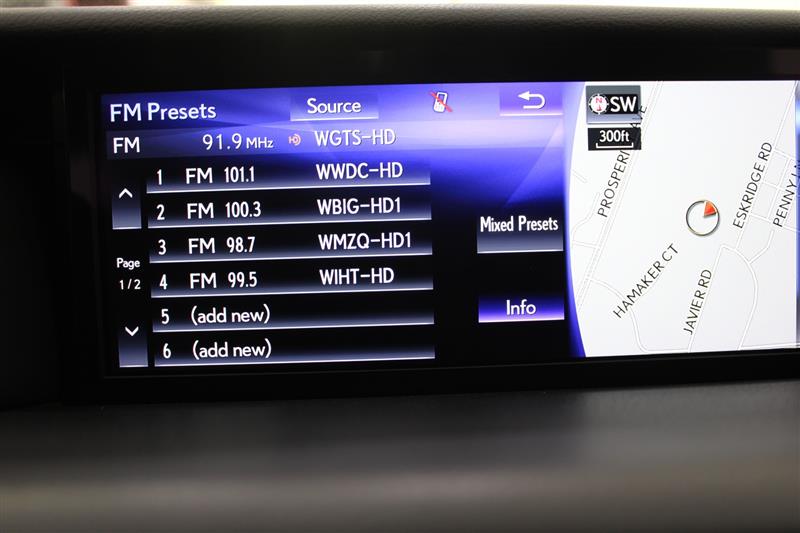 FM Presets
Source
FM 91.9 MHz HD WGTS-HD
1 FM 101.1 WWDC-HD
2 FM 100.3 WBIG-HD1
3 FM 98.7 WMZQ-HD1
4 FM 99.5 WIHT-HD
5 (add new)
6 (add new)
Page
1/2
Mixed Presets
Info
N SW
300ft
ESKRIDGE RD
HAMAKER CT
JAVIER RD